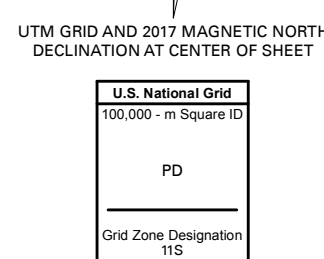 UTM GRID AND 2017 MAGNETIC NORTH
DECLINATION AT CENTER OF SHEET
U.S. National Grid
100,000 - m Square ID
PD
Grid Zone Designation
11S